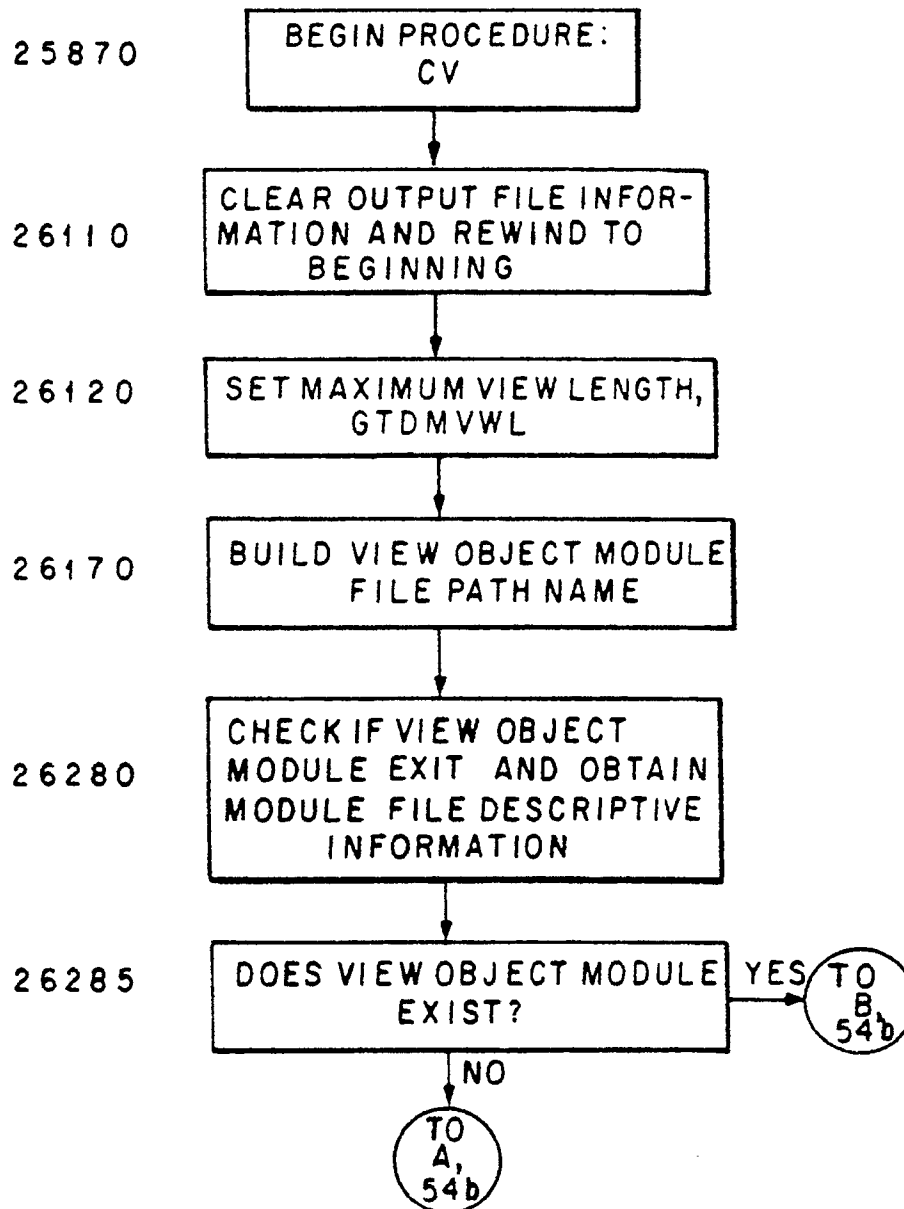 25870
BEGIN PROCEDURE:
CV
26110
CLEAR OUTPUT FILE INFOR-
MATION AND REWIND TO
BEGINNING
26120
SET MAXIMUM VIEW LENGTH,
GTDMVWL
26170
BUILD VIEW OBJECT MODULE
FILE PATH NAME
26280
CHECK IF VIEW OBJECT
MODULE EXIT AND OBTAIN
MODULE FILE DESCRIPTIVE
INFORMATION
26285
DOES VIEW OBJECT MODULE
EXIST?
YES
TO
B,
54b
NO
TO
A,
54b